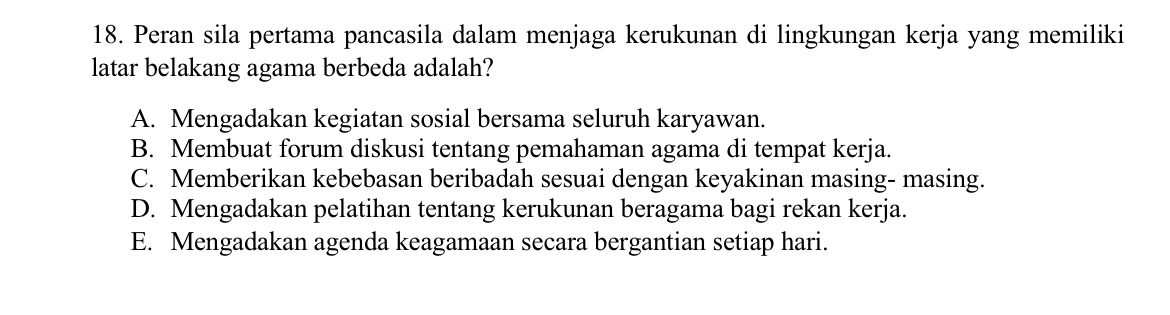 18. Peran sila pertama pancasila dalam menjaga kerukunan di lingkungan kerja yang memiliki
latar belakang agama berbeda adalah?
A. Mengadakan kegiatan sosial bersama seluruh karyawan.
B. Membuat forum diskusi tentang pemahaman agama di tempat kerja.
C. Memberikan kebebasan beribadah sesuai dengan keyakinan masing- masing.
D. Mengadakan pelatihan tentang kerukunan beragama bagi rekan kerja.
E. Mengadakan agenda keagamaan secara bergantian setiap hari.